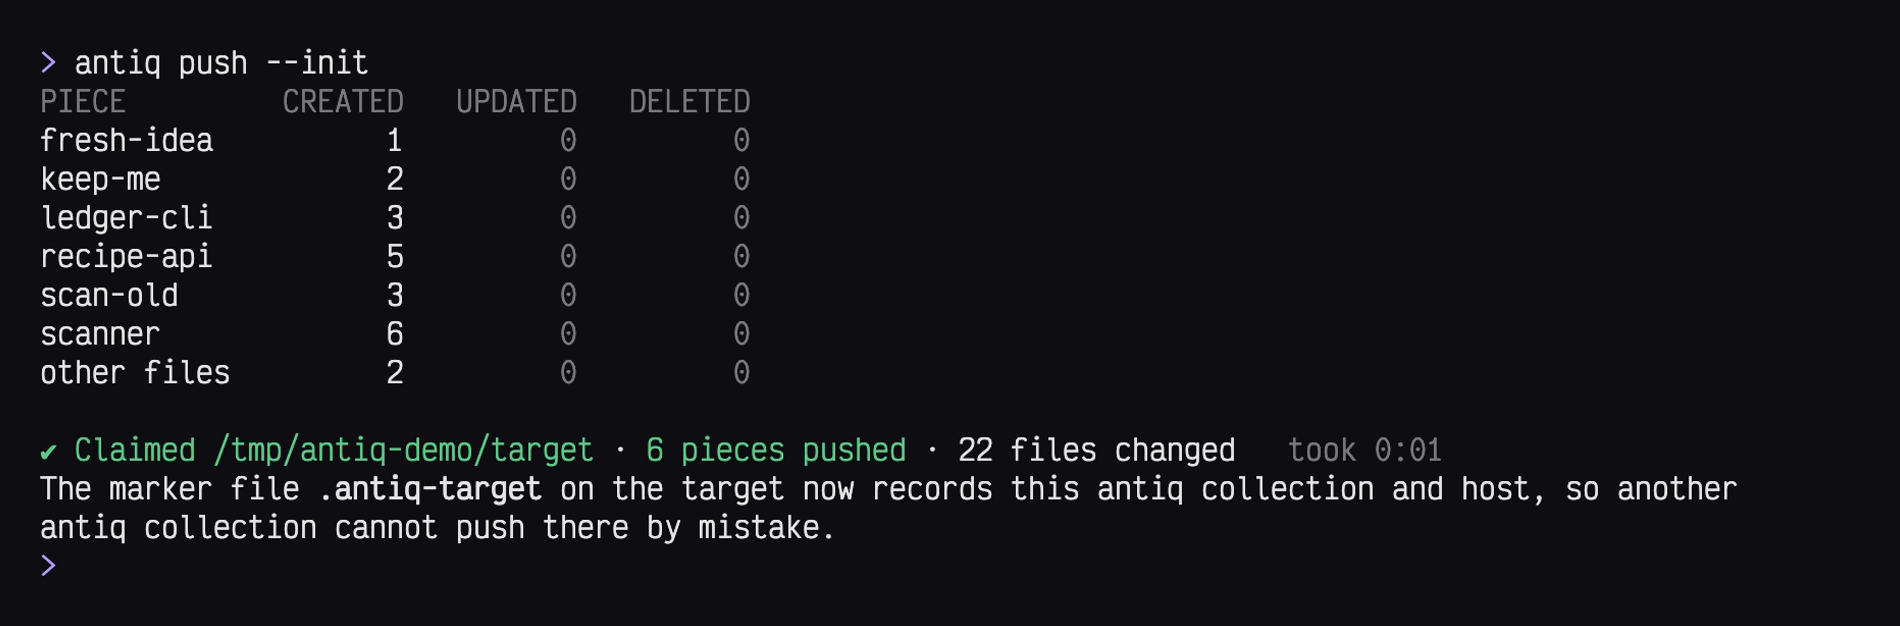 > antiq push --init
PIECE CREATED UPDATED DELETED
fresh-idea 1 0 0
keep-me 2 0 0
ledger-cli 3 0 0
recipe-api 5 0 0
scan-old 3 0 0
scanner 6 0 0
other files 2 0 0
✔ Claimed /tmp/antiq-demo/target · 6 pieces pushed · 22 files changed took 0:01
The marker file .antiq-target on the target now records this antiq collection and host, so another
antiq collection cannot push there by mistake.
>